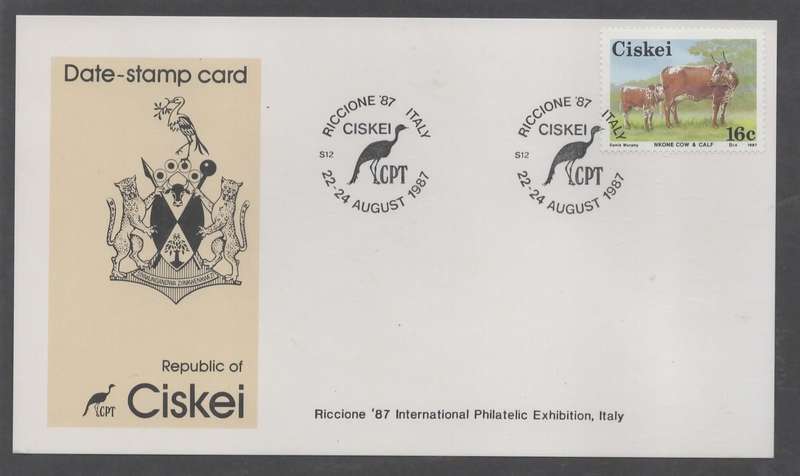 Date-stamp card
Republic of
CPT Ciskei
RICCIONE '87 ITALY
CISKEI
S12
CPT
22-24 AUGUST 1987
RICCIONE '87 ITALY
CISKEI
S12
CPT
22-24 AUGUST 1987
Ciskei
16c
NKONE COW & CALF
1987
Riccione '87 International Philatelic Exhibition, Italy